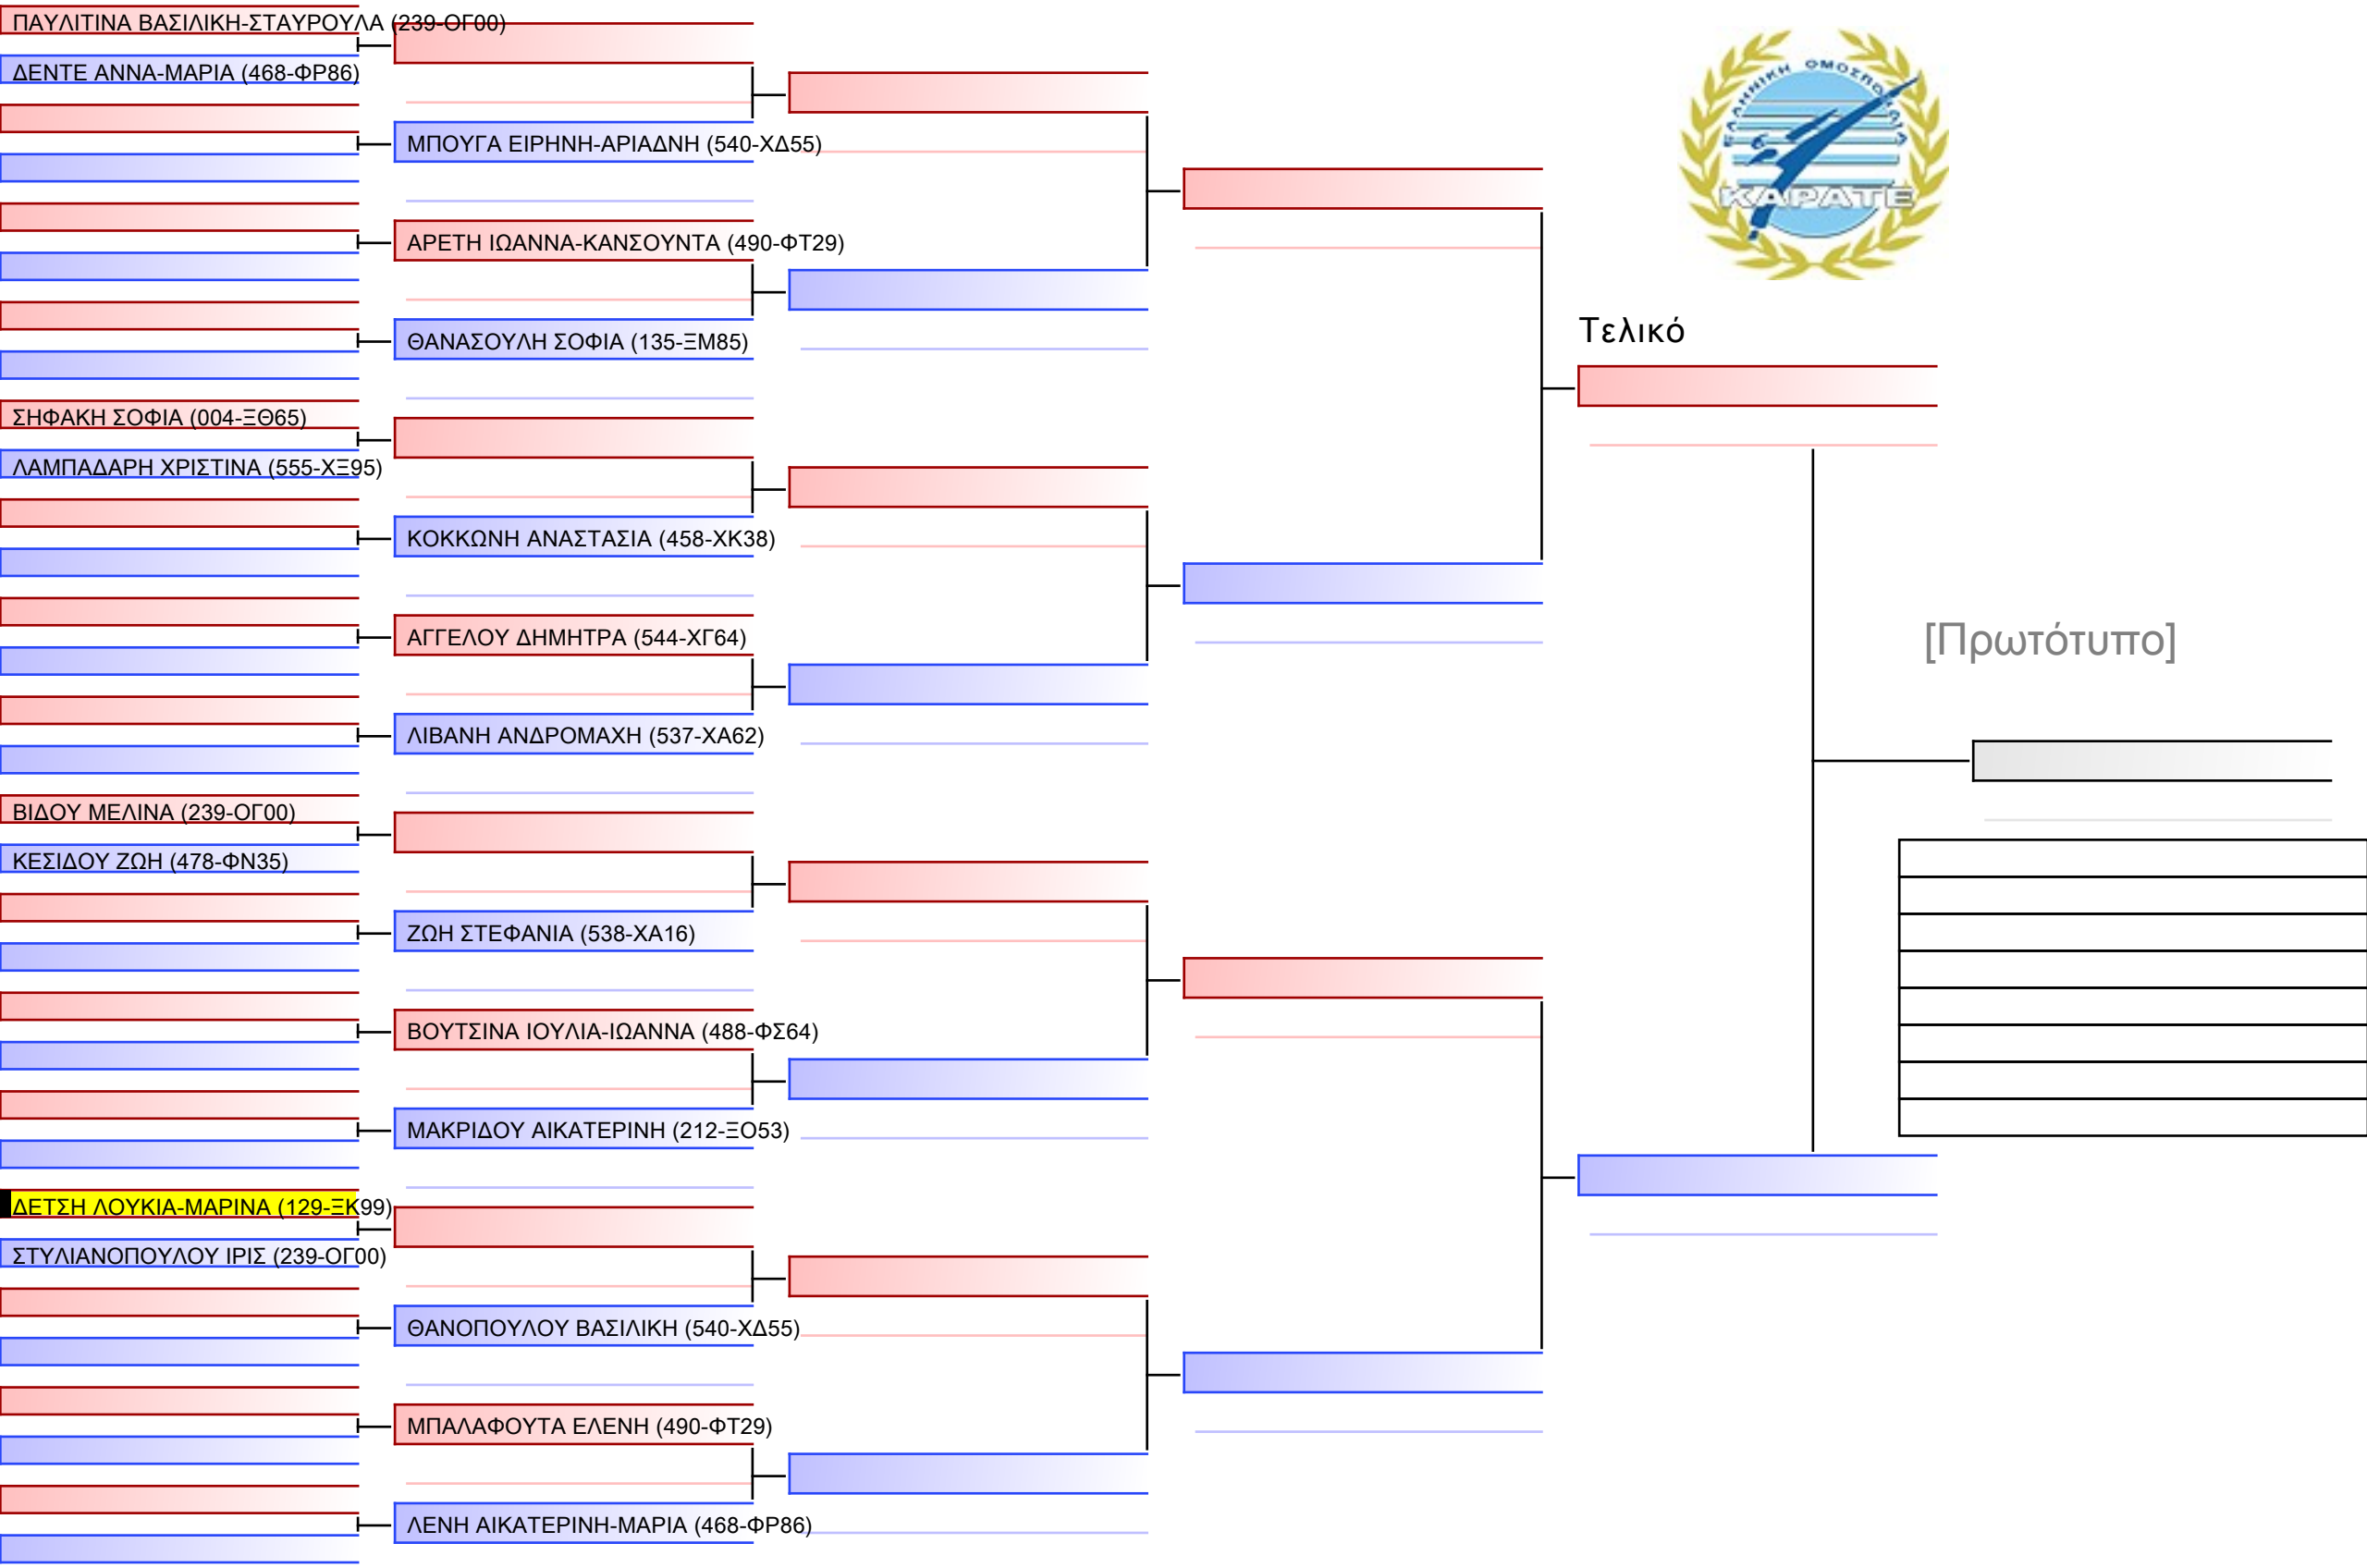 ΠΑΥΛΙΤΙΝΑ ΒΑΣΙΛΙΚΗ-ΣΤΑΥΡΟΥΛΑ (239-ΟΓ00)
ΔΕΝΤΕ ΑΝΝΑ-ΜΑΡΙΑ (468-ΦΡ86)
ΜΠΟΥΓΑ ΕΙΡΗΝΗ-ΑΡΙΑΔΝΗ (540-ΧΔ55)
ΑΡΕΤΗ ΙΩΑΝΝΑ-ΚΑΝΣΟΥΝΤΑ (490-ΦΤ29)
ΘΑΝΑΣΟΥΛΗ ΣΟΦΙΑ (135-ΞΜ85)
ΣΗΦΑΚΗ ΣΟΦΙΑ (004-ΞΘ65)
ΛΑΜΠΑΔΑΡΗ ΧΡΙΣΤΙΝΑ (555-ΧΞ95)
ΚΟΚΚΩΝΗ ΑΝΑΣΤΑΣΙΑ (458-ΧΚ38)
ΑΓΓΕΛΟΥ ΔΗΜΗΤΡΑ (544-ΧΓ64)
ΛΙΒΑΝΗ ΑΝΔΡΟΜΑΧΗ (537-ΧΑ62)
ΒΙΔΟΥ ΜΕΛΙΝΑ (239-ΟΓ00)
ΚΕΣΙΔΟΥ ΖΩΗ (478-ΦΝ35)
ΖΩΗ ΣΤΕΦΑΝΙΑ (538-ΧΑ16)
ΒΟΥΤΣΙΝΑ ΙΟΥΛΙΑ-ΙΩΑΝΝΑ (488-ΦΣ64)
ΜΑΚΡΙΔΟΥ ΑΙΚΑΤΕΡΙΝΗ (212-ΞΟ53)
ΔΕΤΣΗ ΛΟΥΚΙΑ-ΜΑΡΙΝΑ (129-ΞΚ99)
ΣΤΥΛΙΑΝΟΠΟΥΛΟΥ ΙΡΙΣ (239-ΟΓ00)
ΘΑΝΟΠΟΥΛΟΥ ΒΑΣΙΛΙΚΗ (540-ΧΔ55)
ΜΠΑΛΑΦΟΥΤΑ ΕΛΕΝΗ (490-ΦΤ29)
ΛΕΝΗ ΑΙΚΑΤΕΡΙΝΗ-ΜΑΡΙΑ (468-ΦΡ86)
ΕΛΛΗΝΙΚΗ ΟΜΟΣΠΟΝΔΙΑ
ΚΑΡΑΤΕ
Τελικό
[Πρωτότυπο]